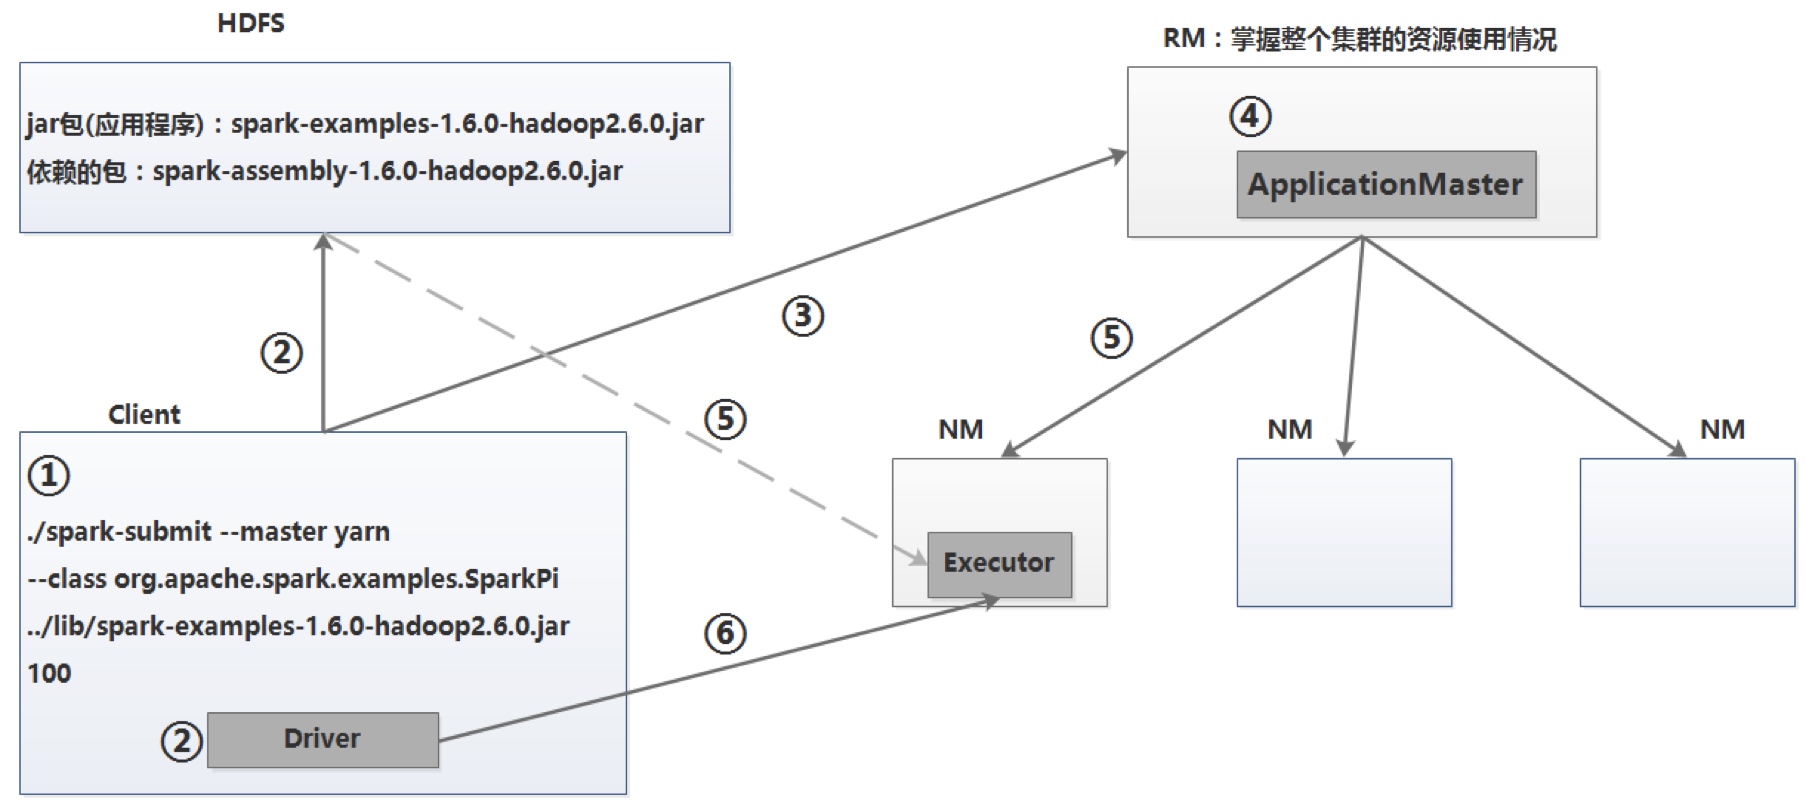 HDFS
jar包(应用程序)：spark-examples-1.6.0-hadoop2.6.0.jar
依赖的包：spark-assembly-1.6.0-hadoop2.6.0.jar
RM：掌握整个集群的资源使用情况
④
ApplicationMaster
②
③
⑤
⑤
Client
①
./spark-submit --master yarn
--class org.apache.spark.examples.SparkPi
../lib/spark-examples-1.6.0-hadoop2.6.0.jar
100
②
Driver
⑥
NM
Executor
NM
NM